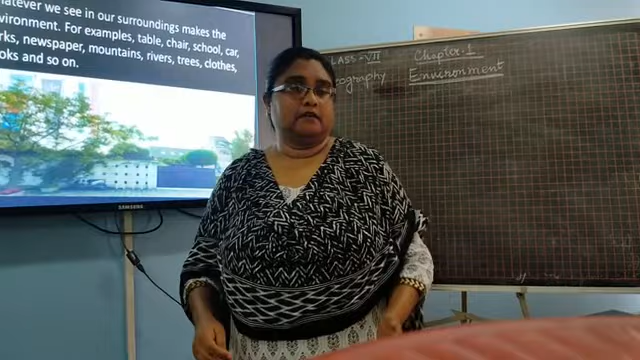 hatever we see in our surroundings makes the
vironment. For examples, table, chair, school, car,
rks, newspaper, mountains, rivers, trees, clothes,
oks and so on.
SAMSUNG
LASS - VII
Chapter - 1
ography
Environment